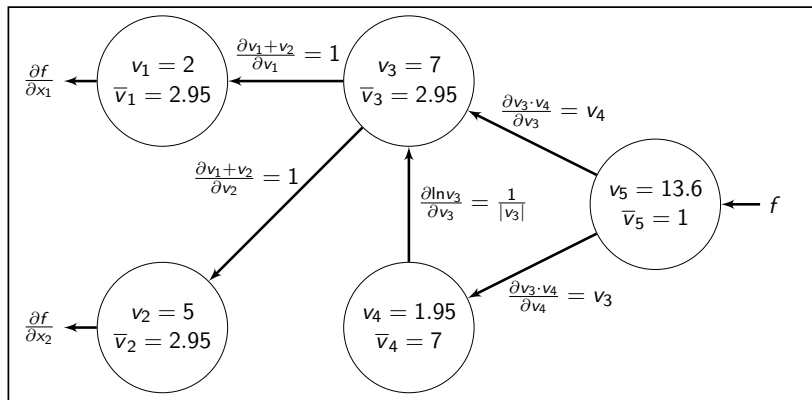 ∂f/∂x₁
v₁ = 2
v̅₁ = 2.95
∂v₁+v₂/∂v₁ = 1
v₃ = 7
v̅₃ = 2.95
∂v₃·v₄/∂v₃ = v₄
∂v₁+v₂/∂v₂ = 1
∂lnv₃/∂v₃ = 1/|v₃|
v₅ = 13.6
v̅₅ = 1
f
∂f/∂x₂
v₂ = 5
v̅₂ = 2.95
v₄ = 1.95
v̅₄ = 7
∂v₃·v₄/∂v₄ = v₃